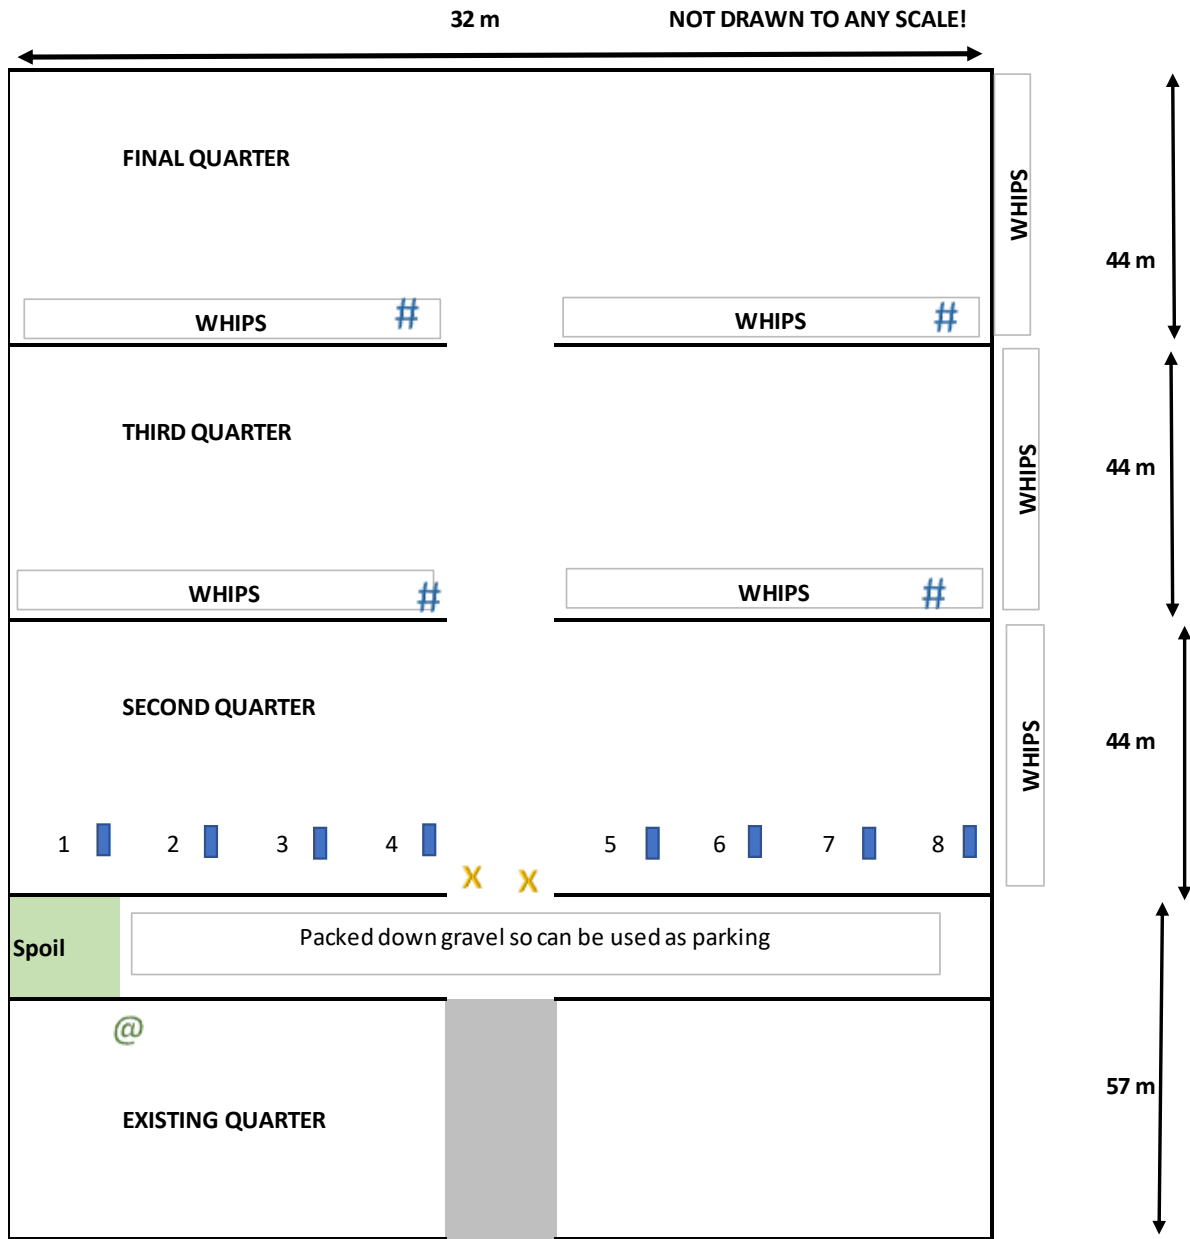 32 m NOT DRAWN TO ANY SCALE!
FINAL QUARTER
WHIPS
44 m
WHIPS #
WHIPS #
THIRD QUARTER
WHIPS
44 m
WHIPS #
WHIPS #
SECOND QUARTER
WHIPS
44 m
1 2 3 4 5 6 7 8
X X
Spoil
Packed down gravel so can be used as parking
@
57 m
EXISTING QUARTER